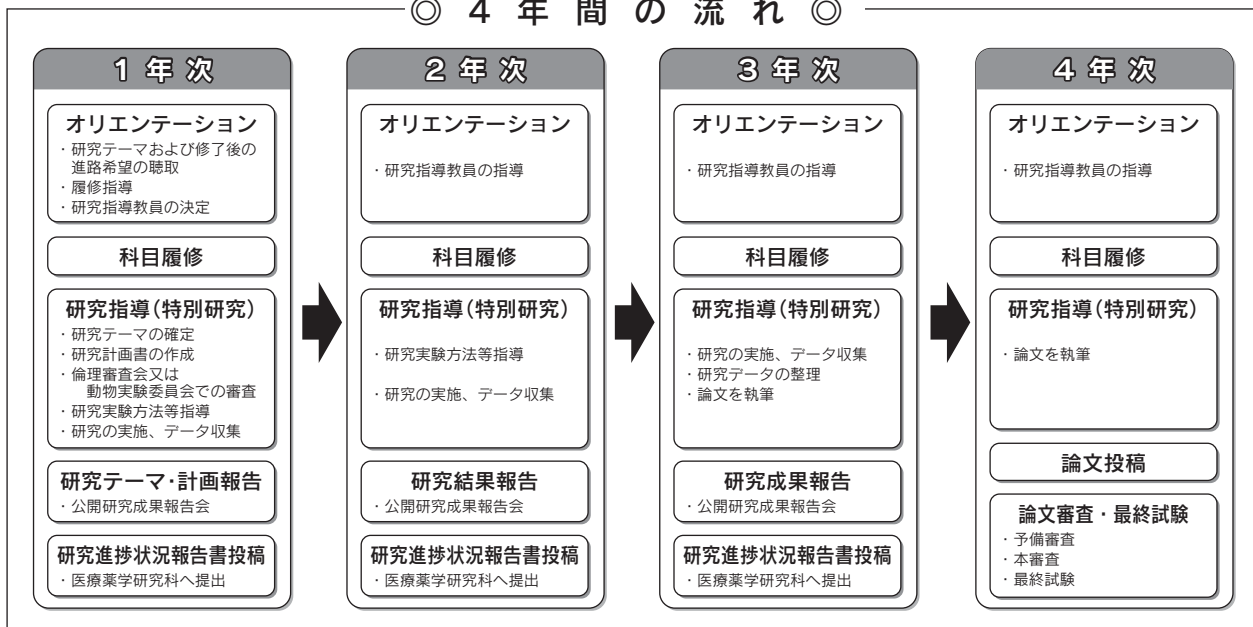 ◎ 4 年 間 の 流 れ ◎
1 年 次
オリエンテーション
・研究テーマおよび修了後の
進路希望の聴取
・履修指導
・研究指導教員の決定
科目履修
研究指導(特別研究)
・研究テーマの確定
・研究計画書の作成
・倫理審査会又は
動物実験委員会での審査
・研究実験方法等指導
・研究の実施、データ収集
研究テーマ・計画報告
・公開研究成果報告会
研究進捗状況報告書投稿
・医療薬学研究科へ提出
2 年 次
オリエンテーション
・研究指導教員の指導
科目履修
研究指導(特別研究)
・研究実験方法等指導
・研究の実施、データ収集
研究結果報告
・公開研究成果報告会
研究進捗状況報告書投稿
・医療薬学研究科へ提出
3 年 次
オリエンテーション
・研究指導教員の指導
科目履修
研究指導(特別研究)
・研究の実施、データ収集
・研究データの整理
・論文を執筆
研究成果報告
・公開研究成果報告会
研究進捗状況報告書投稿
・医療薬学研究科へ提出
4 年 次
オリエンテーション
・研究指導教員の指導
科目履修
研究指導(特別研究)
・論文を執筆
論文投稿
論文審査・最終試験
・予備審査
・本審査
・最終試験